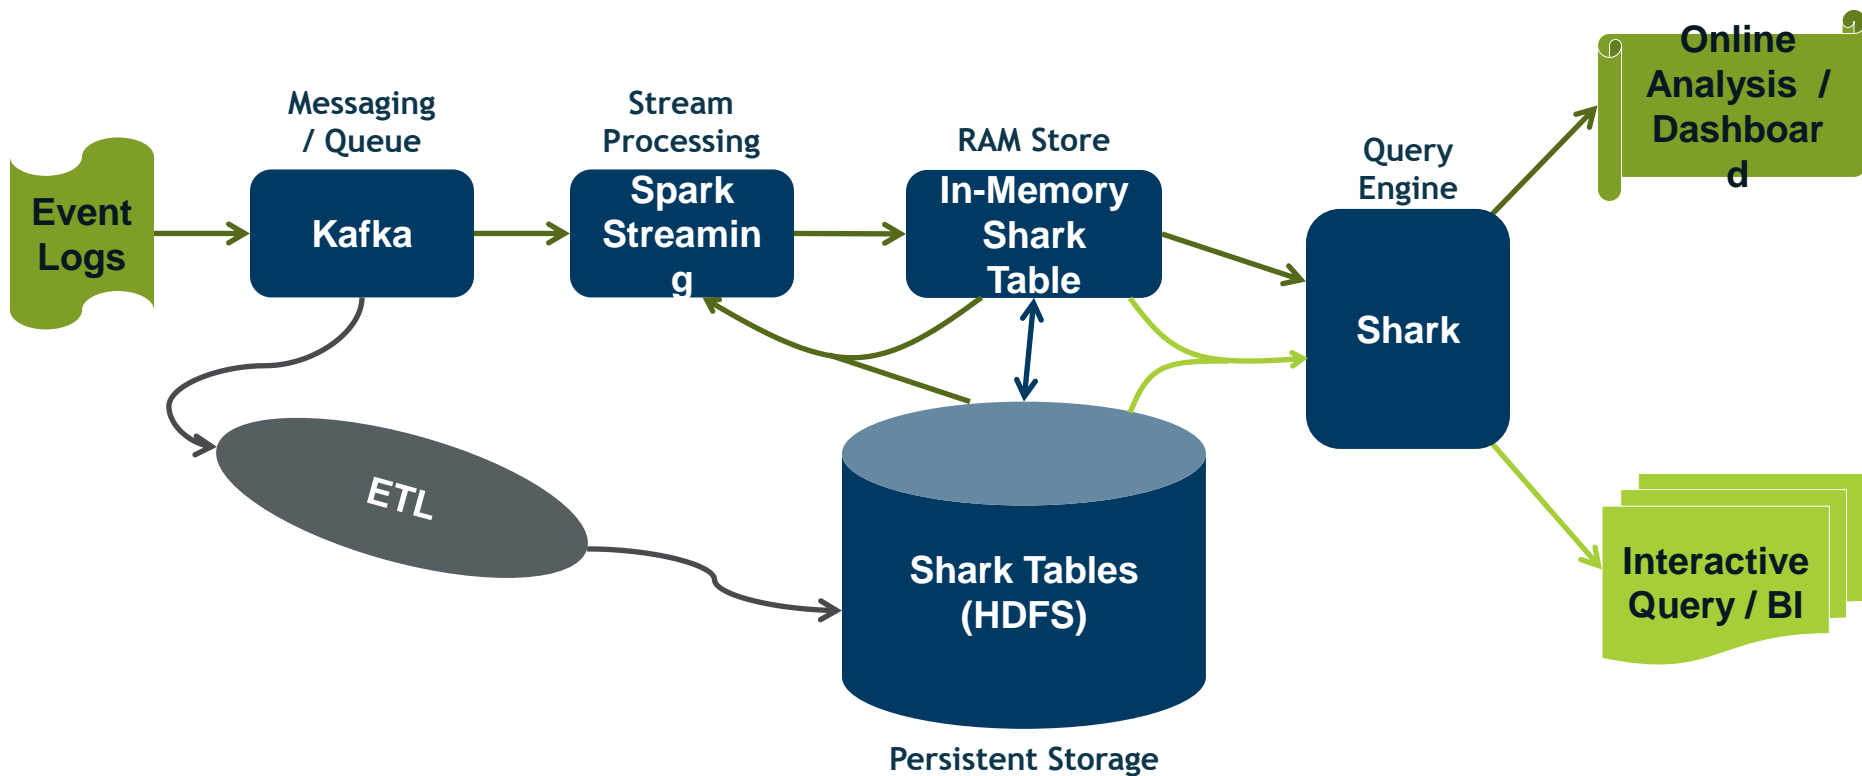 Messaging
/ Queue
Stream
Processing
RAM Store
Query
Engine
Online
Analysis /
Dashboar
d
Event
Logs
Kafka
Spark
Streamin
g
In-Memory
Shark
Table
Shark
ETL
Shark Tables
(HDFS)
Interactive
Query / BI
Persistent Storage